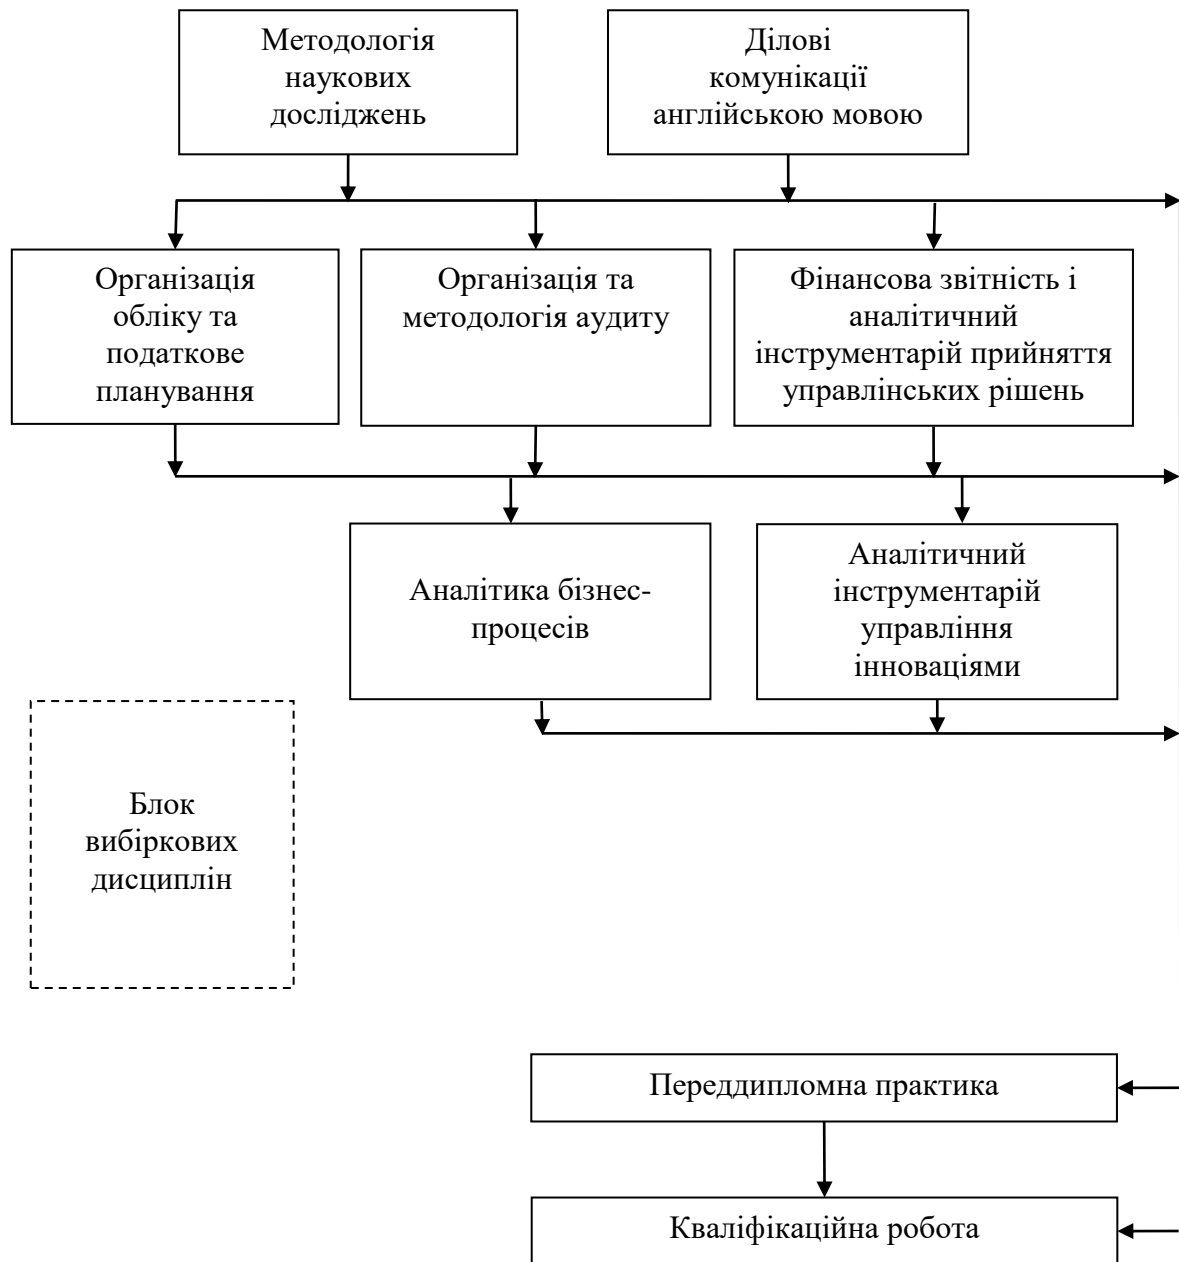 Методологія
наукових
досліджень
Ділові
комунікації
англійською мовою
Організація
обліку та
податкове
планування
Організація та
методологія аудиту
Фінансова звітність і
аналітичний
інструментарій прийняття
управлінських рішень
Аналітика бізнес-
процесів
Аналітичний
інструментарій
управління
інноваціями
Блок
вибіркових
дисциплін
Переддипломна практика
Кваліфікаційна робота